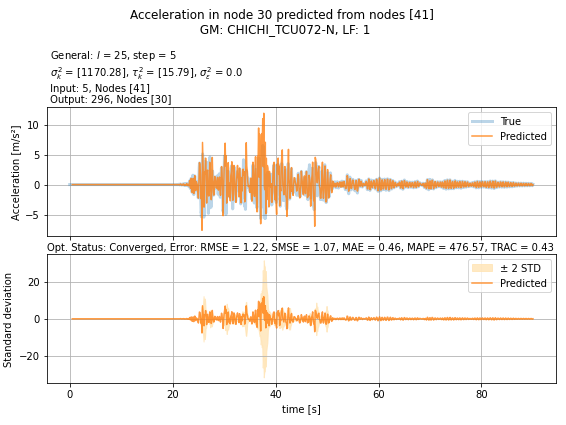 Acceleration in node 30 predicted from nodes [41]
GM: CHICHI_TCU072-N, LF: 1
General: l = 25, step = 5
σ²ₖ = [1170.28], τ²ₖ = [15.79], σ²ε = 0.0
Input: 5, Nodes [41]
Output: 296, Nodes [30]
Acceleration [m/s²]
10
5
0
−5
True
Predicted
Opt. Status: Converged, Error: RMSE = 1.22, SMSE = 1.07, MAE = 0.46, MAPE = 476.57, TRAC = 0.43
Standard deviation
20
0
−20
± 2 STD
Predicted
0 20 40 60 80
time [s]